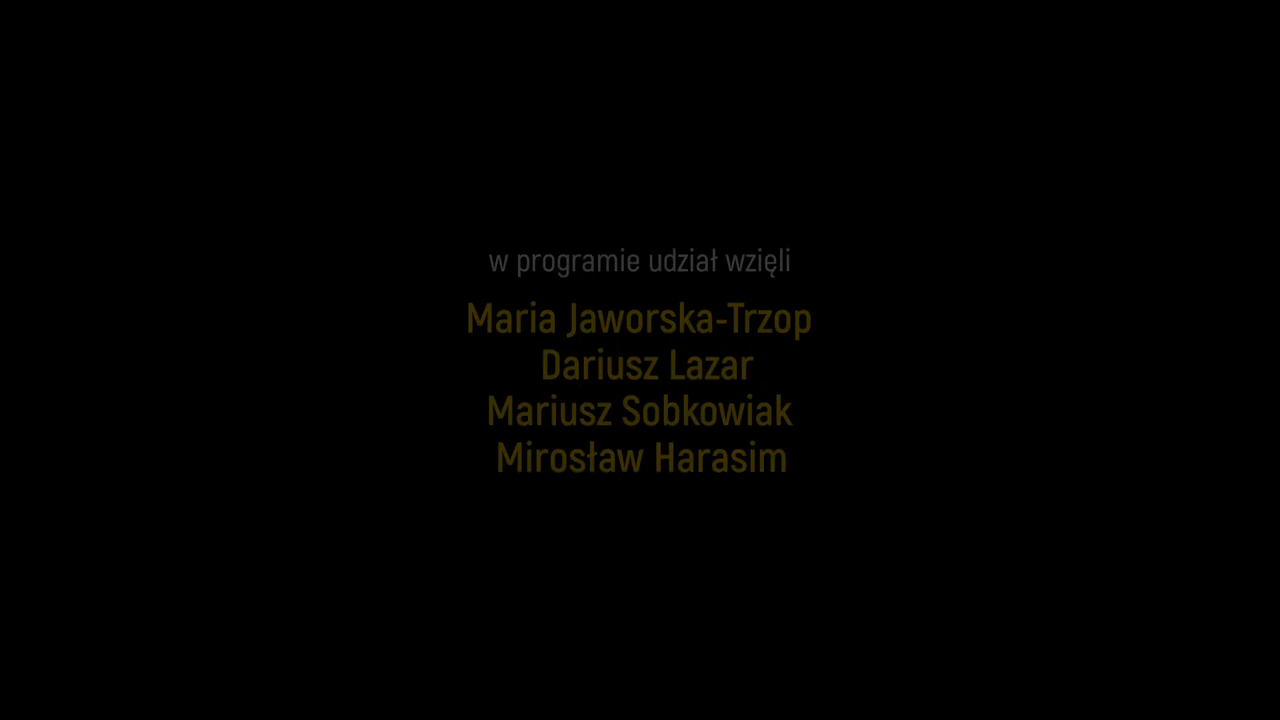 w programie udział wzięli
Maria Jaworska-Trzop
Dariusz Lazar
Mariusz Sobkowiak
Mirosław Harasim